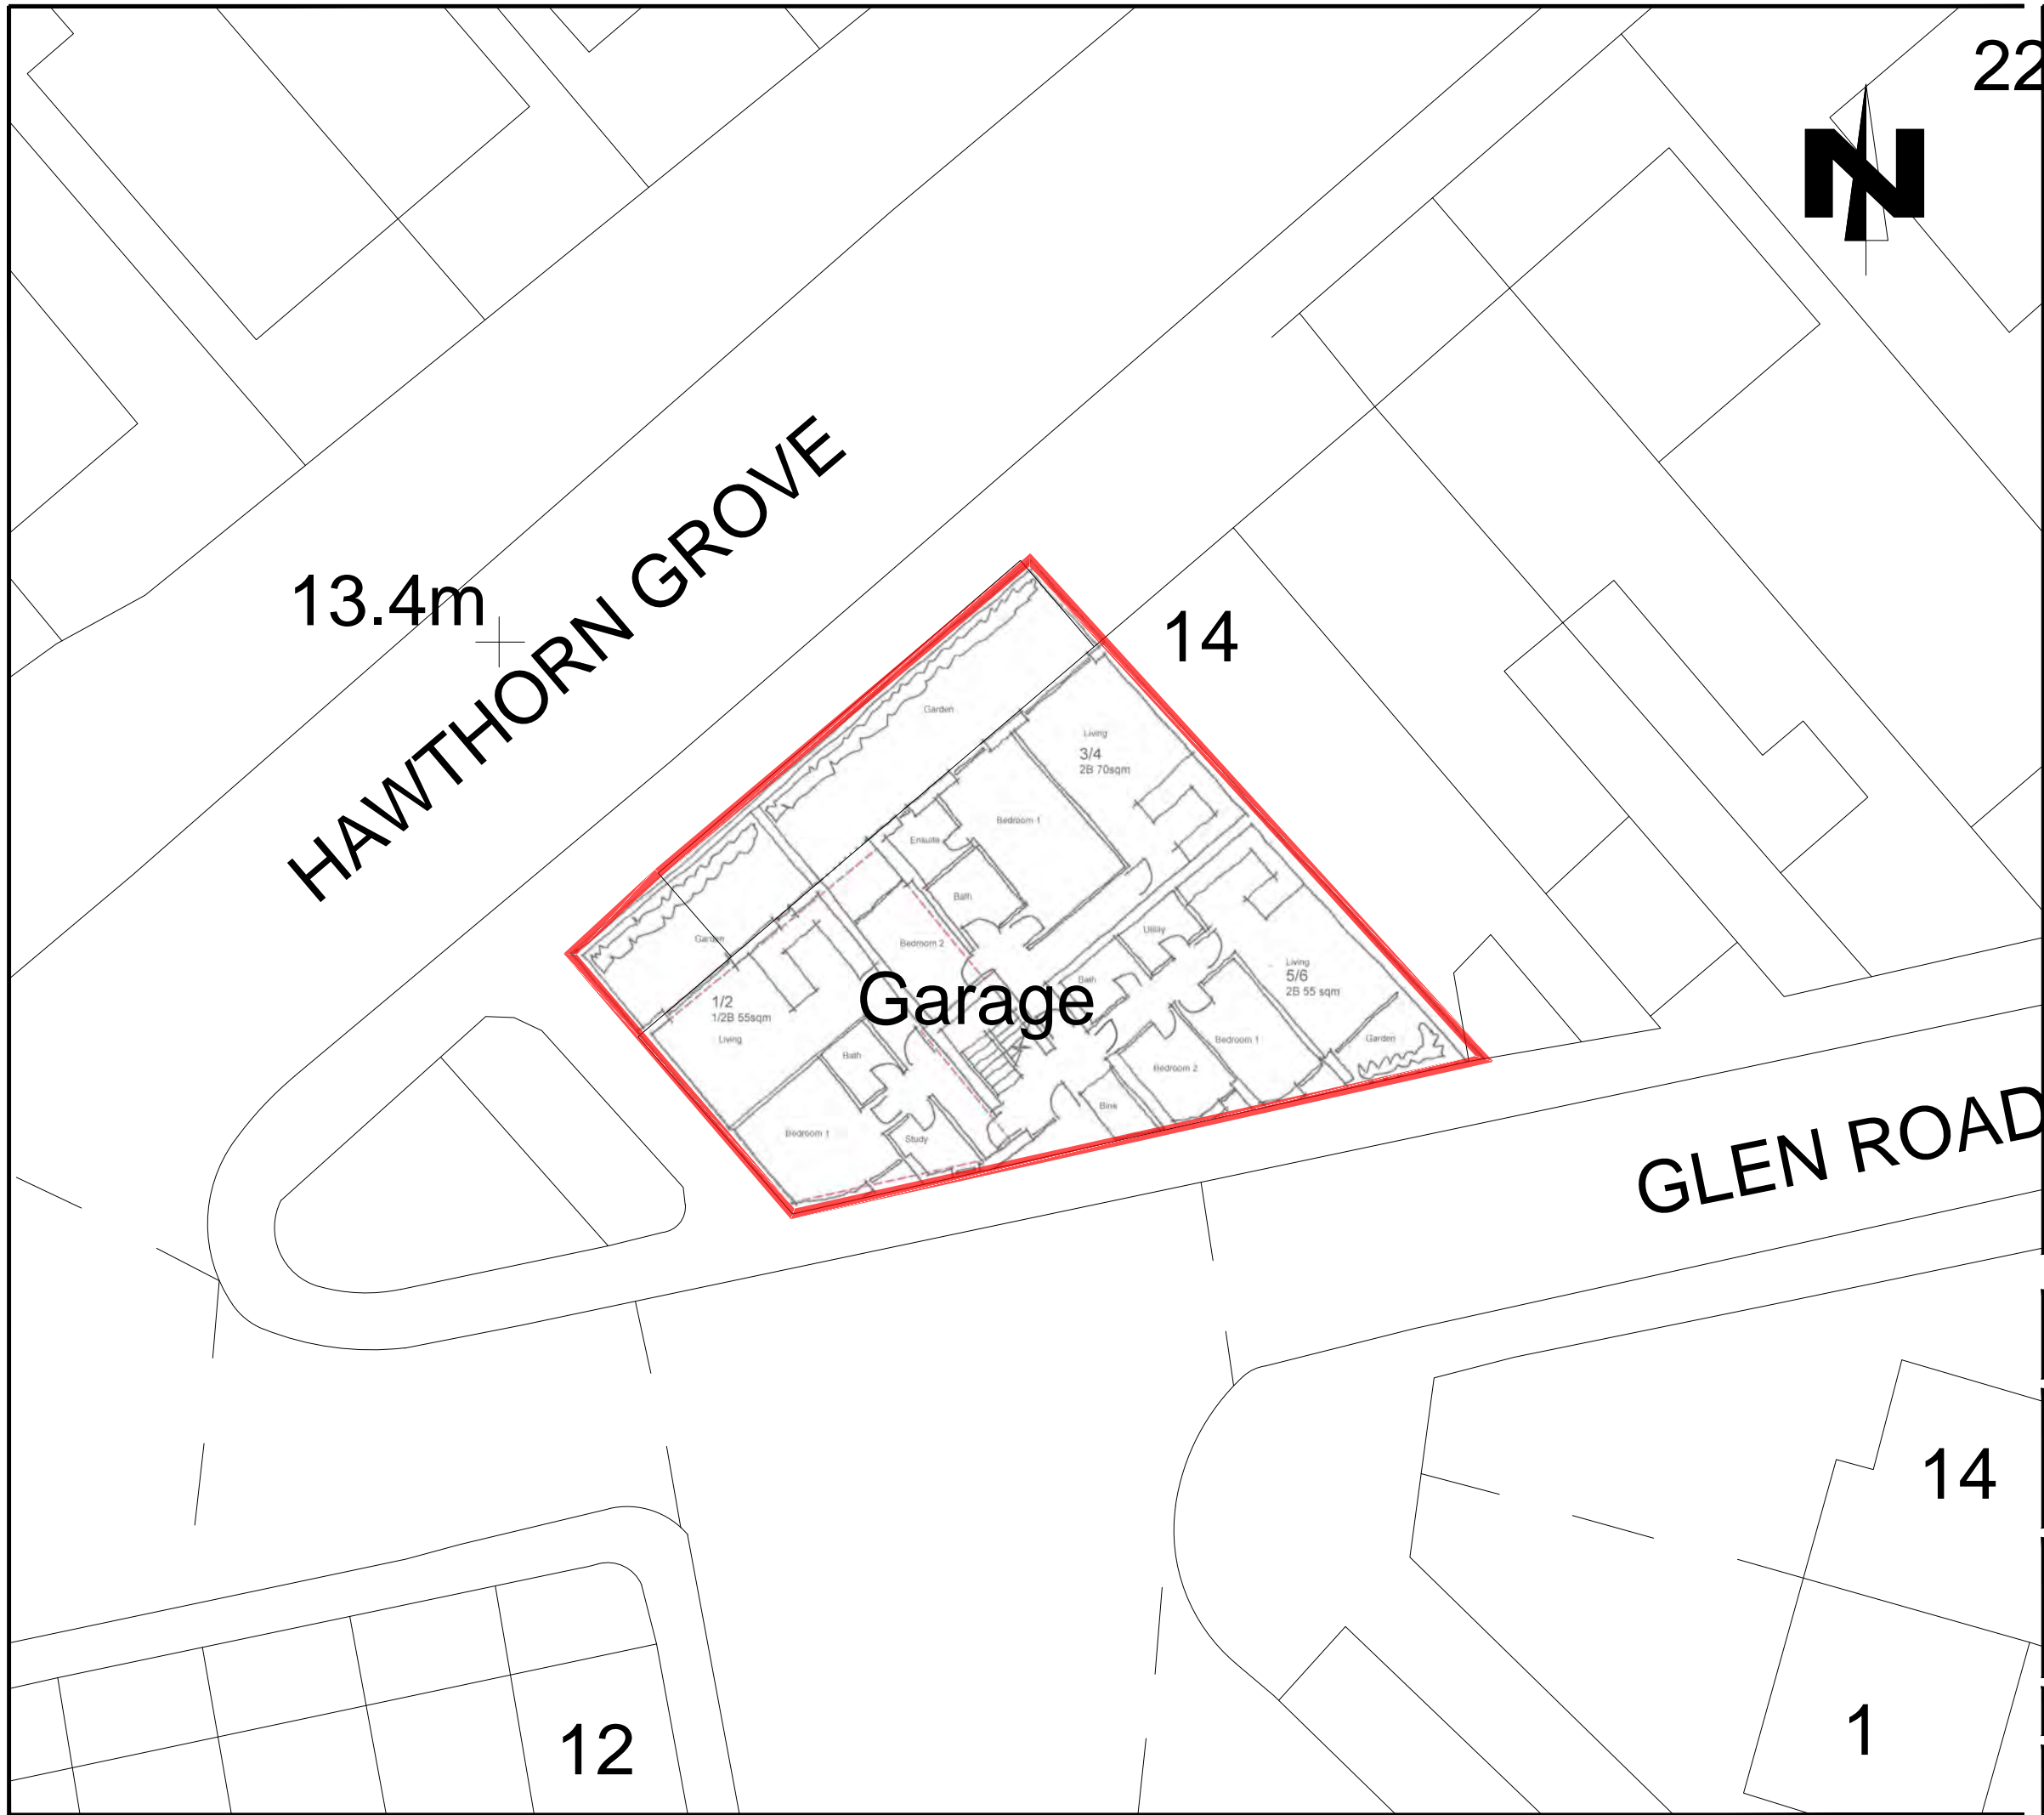 22
N
13.4m
HAWTHORN GROVE
14
Garden
Living
3/4
2B 70sqm
Bedroom 1
Ensuite
Bath
Bedroom 2
Garden
Utility
Living
5/6
2B 55 sqm
Bath
1/2
1/2B 55sqm
Living
Garage
Bath
Bedroom 1
Garden
Bedroom 2
Bins
Bedroom 1
Study
GLEN ROAD
14
12
1